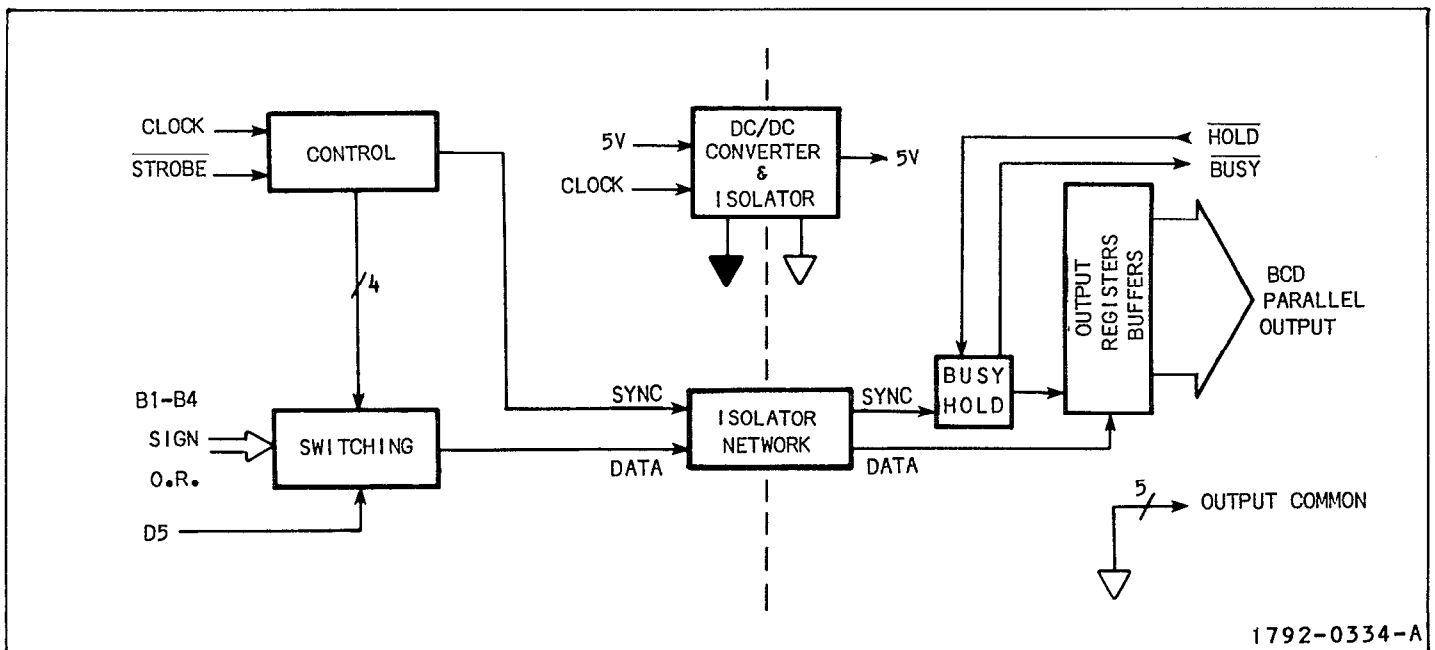 CLOCK
STROBE
CONTROL
4
B1-B4
SIGN
O.R.
D5
SWITCHING
5V
CLOCK
DC/DC
CONVERTER
&
ISOLATOR
5V
SYNC
DATA
ISOLATOR
NETWORK
SYNC
DATA
HOLD
BUSY
BUSY
HOLD
OUTPUT
REGISTERS
BUFFERS
BCD
PARALLEL
OUTPUT
5
OUTPUT COMMON
1792-0334-A